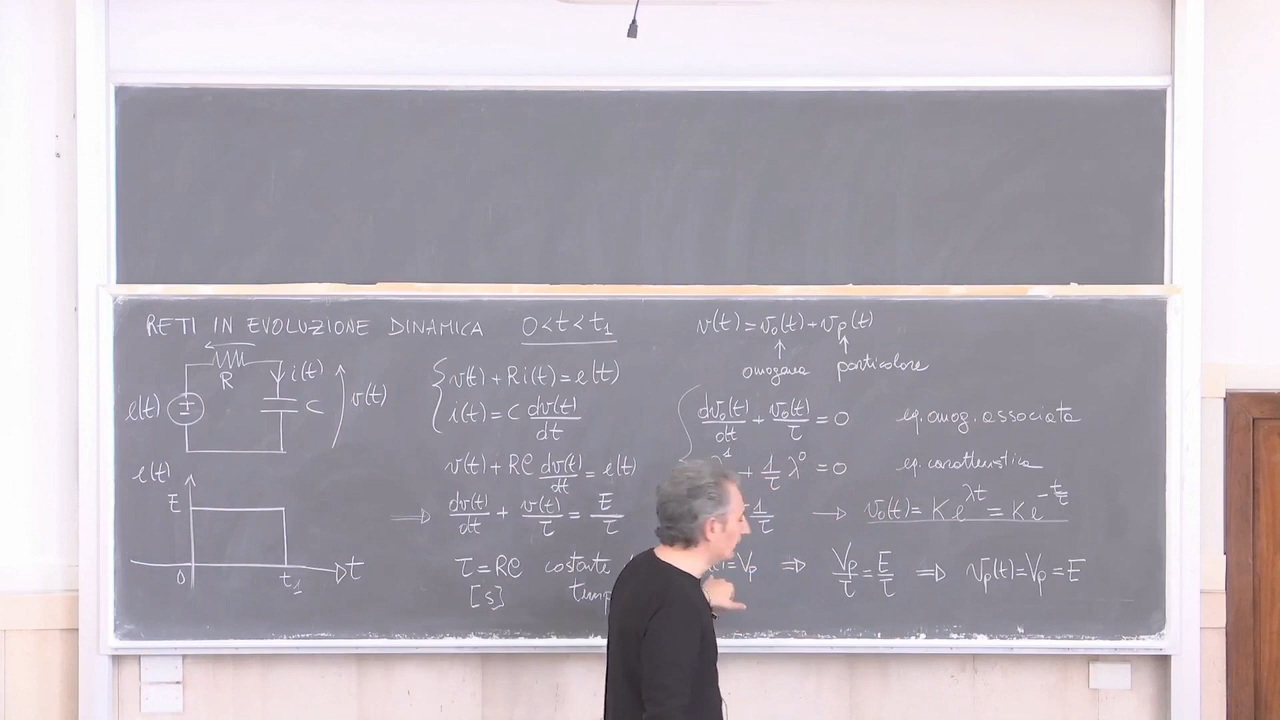 RETI IN EVOLUZIONE DINAMICA 0<t<t₁
R
i(t)
e(t)
C
v(t)
e(t)
E
0
t₁
t
v(t)+Ri(t)=e(t)
i(t)=C dv(t)/dt
v(t)+RC dv(t)/dt=e(t)
⇒ dv(t)/dt + v(t)/τ = E/τ
τ=RC costante
[s]
v(t)=v₀(t)+vₚ(t)
omogenea particolare
dv₀(t)/dt + v₀(t)/τ = 0 eq. omog. associata
λ¹ + 1/τ λ⁰ = 0 eq. caratteristica
1/τ → v₀(t)=Ke^λt = Ke^-t/τ
=Vₚ ⇒ Vₚ/τ = E/τ ⇒ vₚ(t)=Vₚ=E